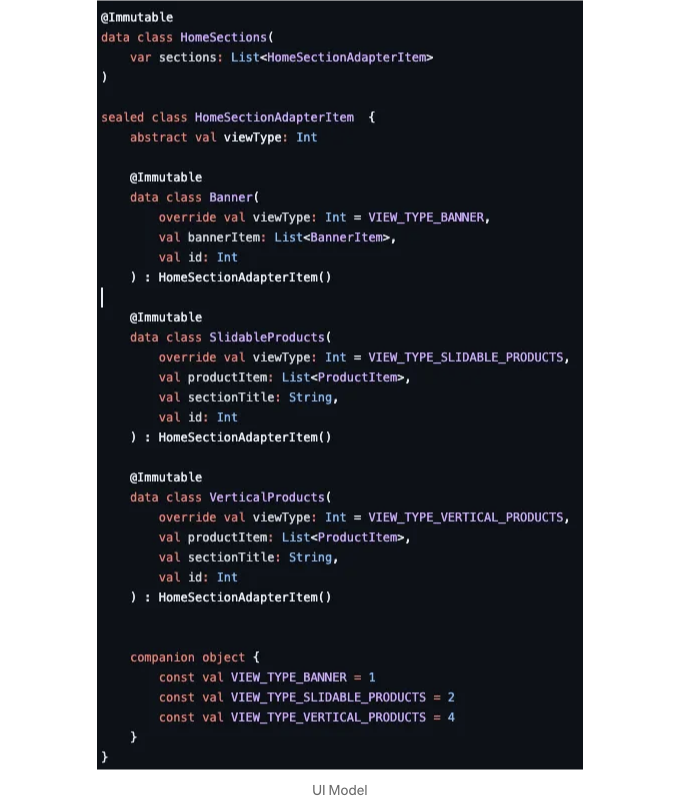 @Immutable
data class HomeSections(
    var sections: List<HomeSectionAdapterItem>
)
sealed class HomeSectionAdapterItem  {
    abstract val viewType: Int
    @Immutable
    data class Banner(
        override val viewType: Int = VIEW_TYPE_BANNER,
        val bannerItem: List<BannerItem>,
        val id: Int
    ) : HomeSectionAdapterItem()
    @Immutable
    data class SlidableProducts(
        override val viewType: Int = VIEW_TYPE_SLIDABLE_PRODUCTS,
        val productItem: List<ProductItem>,
        val sectionTitle: String,
        val id: Int
    ) : HomeSectionAdapterItem()
    @Immutable
    data class VerticalProducts(
        override val viewType: Int = VIEW_TYPE_VERTICAL_PRODUCTS,
        val productItem: List<ProductItem>,
        val sectionTitle: String,
        val id: Int
    ) : HomeSectionAdapterItem()
    companion object {
        const val VIEW_TYPE_BANNER = 1
        const val VIEW_TYPE_SLIDABLE_PRODUCTS = 2
        const val VIEW_TYPE_VERTICAL_PRODUCTS = 4
    }
}
UI Model